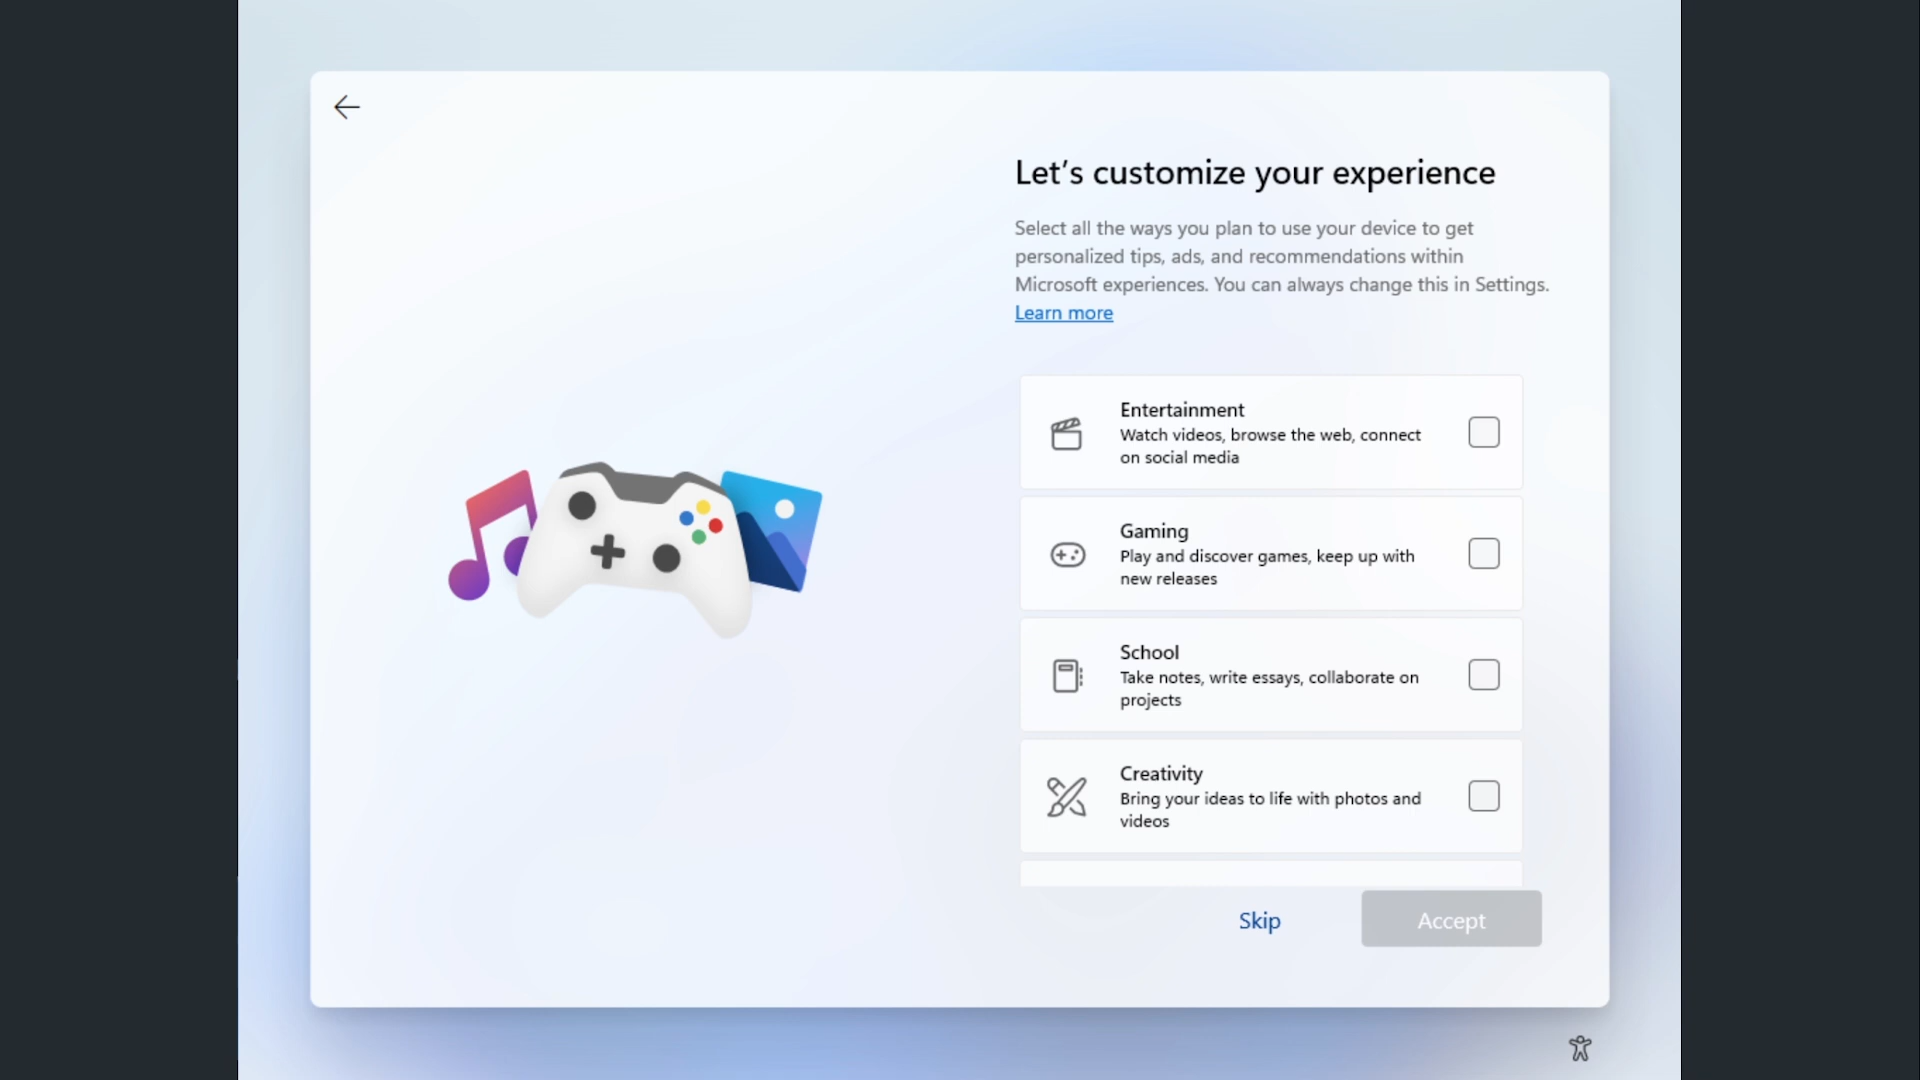 Let’s customize your experience
Select all the ways you plan to use your device to get
personalized tips, ads, and recommendations within
Microsoft experiences. You can always change this in Settings.
Learn more
Entertainment
Watch videos, browse the web, connect
on social media
Gaming
Play and discover games, keep up with
new releases
School
Take notes, write essays, collaborate on
projects
Creativity
Bring your ideas to life with photos and
videos
Skip
Accept